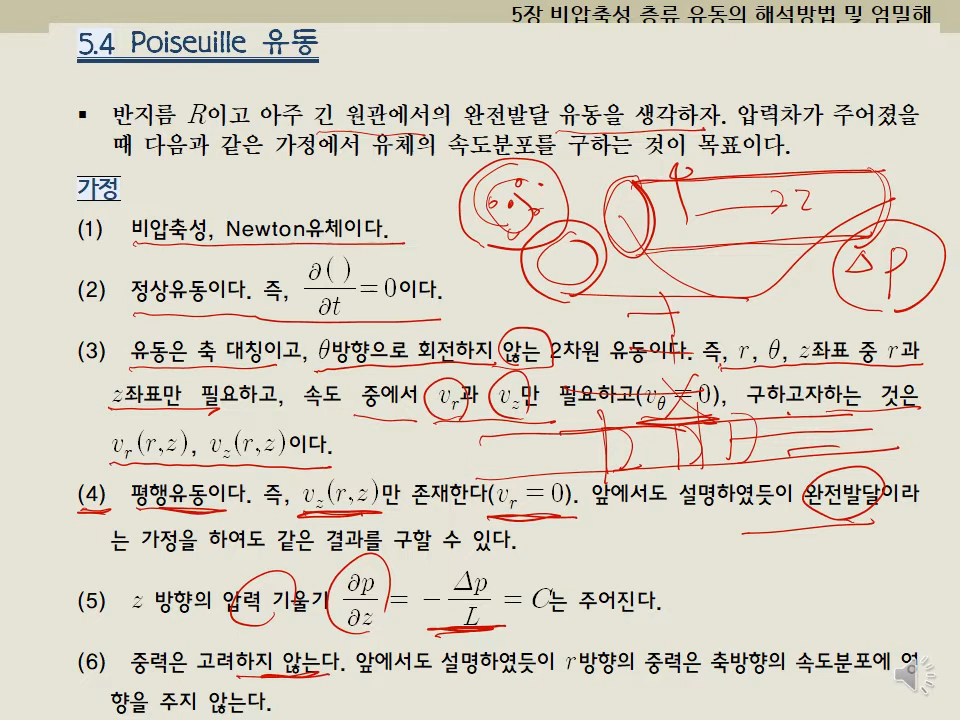 5장 비압축성 층류 유동의 해석방법 및 엄밀해
5.4 Poiseuille 유동
▪ 반지름 R이고 아주 긴 원관에서의 완전발달 유동을 생각하자. 압력차가 주어졌을
때 다음과 같은 가정에서 유체의 속도분포를 구하는 것이 목표이다.
가정
(1) 비압축성, Newton유체이다.
(2) 정상유동이다. 즉, ∂( )/∂t = 0이다.
(3) 유동은 축 대칭이고, θ방향으로 회전하지 않는 2차원 유동이다. 즉, r, θ, z좌표 중 r과
z좌표만 필요하고, 속도 중에서 v_r과 v_z만 필요하고(v_θ = 0), 구하고자하는 것은
v_r(r,z), v_z(r,z)이다.
(4) 평행유동이다. 즉, v_z(r,z)만 존재한다(v_r = 0). 앞에서도 설명하였듯이 완전발달이라
는 가정을 하여도 같은 결과를 구할 수 있다.
(5) z 방향의 압력 기울기 ∂p/∂z = −Δp/L = C는 주어진다.
(6) 중력은 고려하지 않는다. 앞에서도 설명하였듯이 r방향의 중력은 축방향의 속도분포에 영
향을 주지 않는다.
Δ P